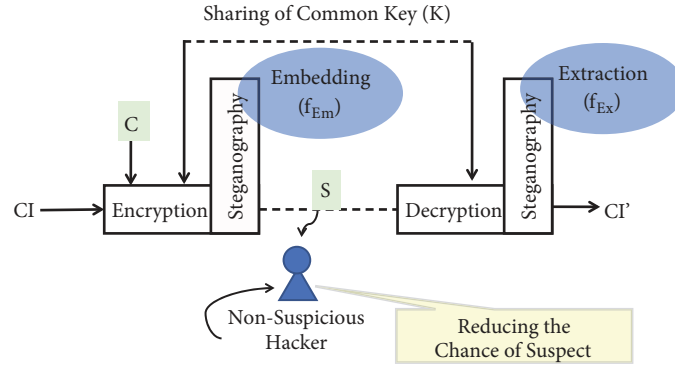 Sharing of Common Key (K)
Embedding
(fEm)
Extraction
(fEx)
C
Steganography
Steganography
S
CI
Encryption
Decryption
CI’
Non-Suspicious
Hacker
Reducing the
Chance of Suspect